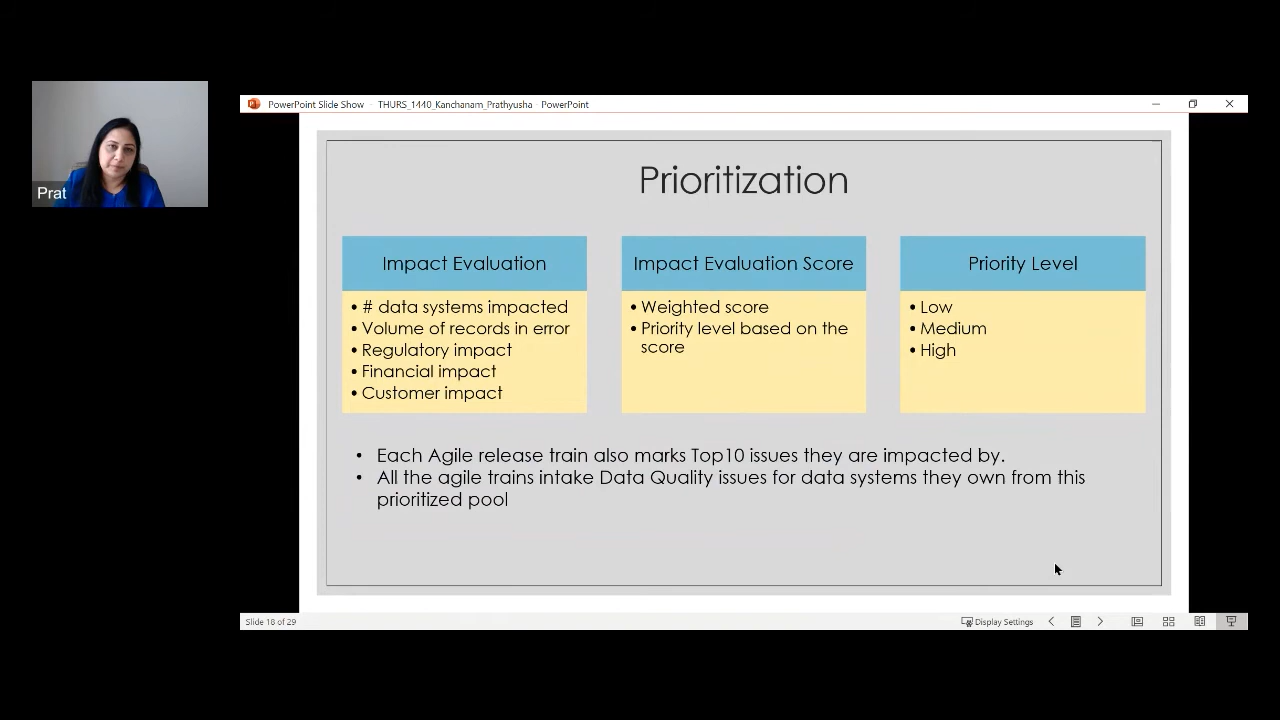 PowerPoint Slide Show - THURS_1440_Kanchanam_Prathyusha - PowerPoint
Prat
Prioritization
Impact Evaluation
• # data systems impacted
• Volume of records in error
• Regulatory impact
• Financial impact
• Customer impact
Impact Evaluation Score
• Weighted score
• Priority level based on the
score
Priority Level
• Low
• Medium
• High
• Each Agile release train also marks Top10 issues they are impacted by.
• All the agile trains intake Data Quality issues for data systems they own from this
prioritized pool
Slide 18 of 29
Display Settings